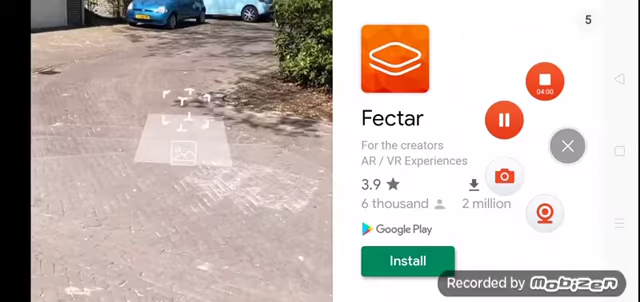 5
04:00
Fectar
For the creators
AR / VR Experiences
3.9
6 thousand 2 million
Google Play
Install
Recorded by Mobizen